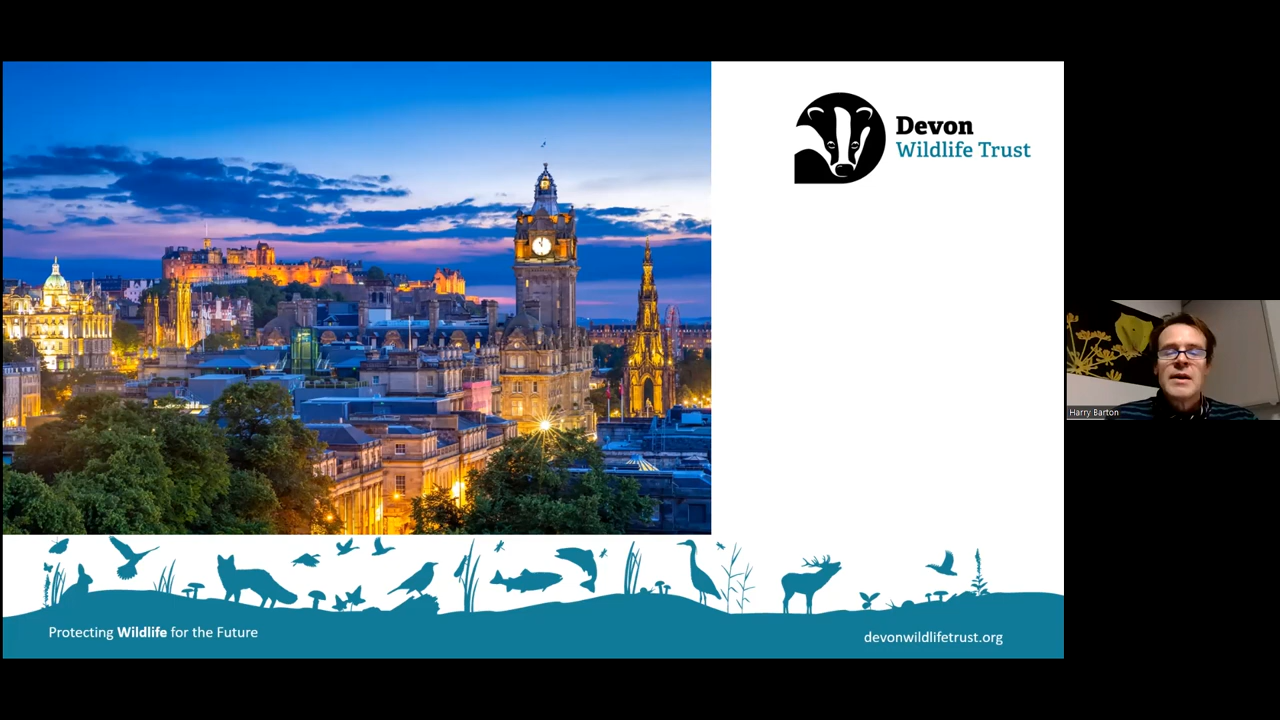 Devon
Wildlife Trust
Harry Barton
Protecting Wildlife for the Future
devonwildlifetrust.org